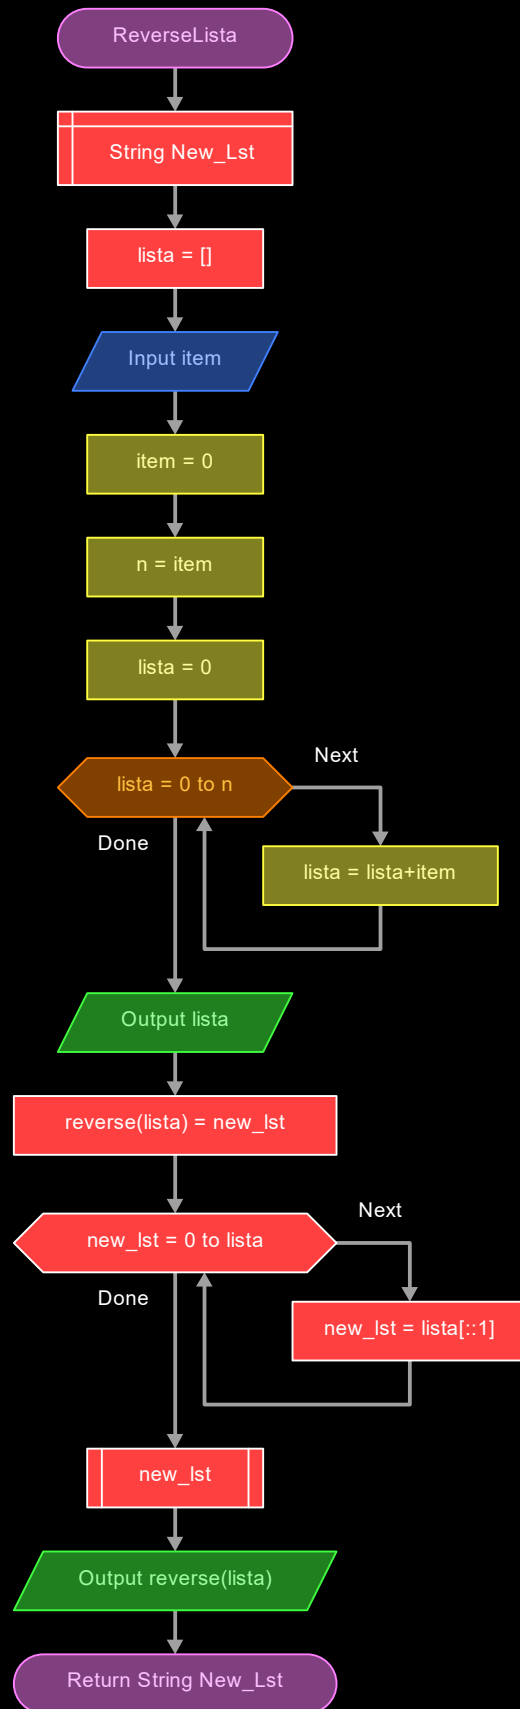 ReverseLista
String New_Lst
lista = []
Input item
item = 0
n = item
lista = 0
lista = 0 to n
Next
Done
lista = lista+item
Output lista
reverse(lista) = new_lst
new_lst = 0 to lista
Next
Done
new_lst = lista[::1]
new_lst
Output reverse(lista)
Return String New_Lst